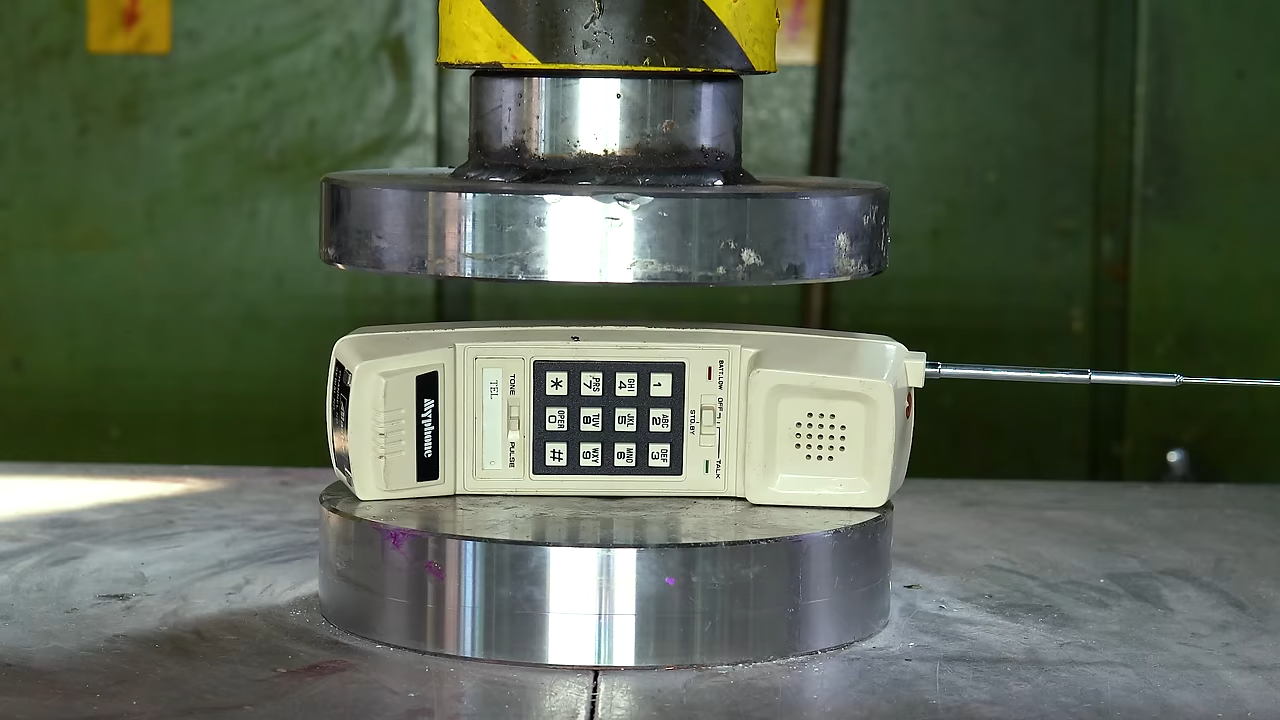 Myphone
TEL
TONE
PULSE
1
ABC 2
DEF 3
GHI 4
JKL 5
MNO 6
PRS 7
TUV 8
WXY 9
*
OPER 0
#
BATT.LOW
OFF
STD.BY
TALK